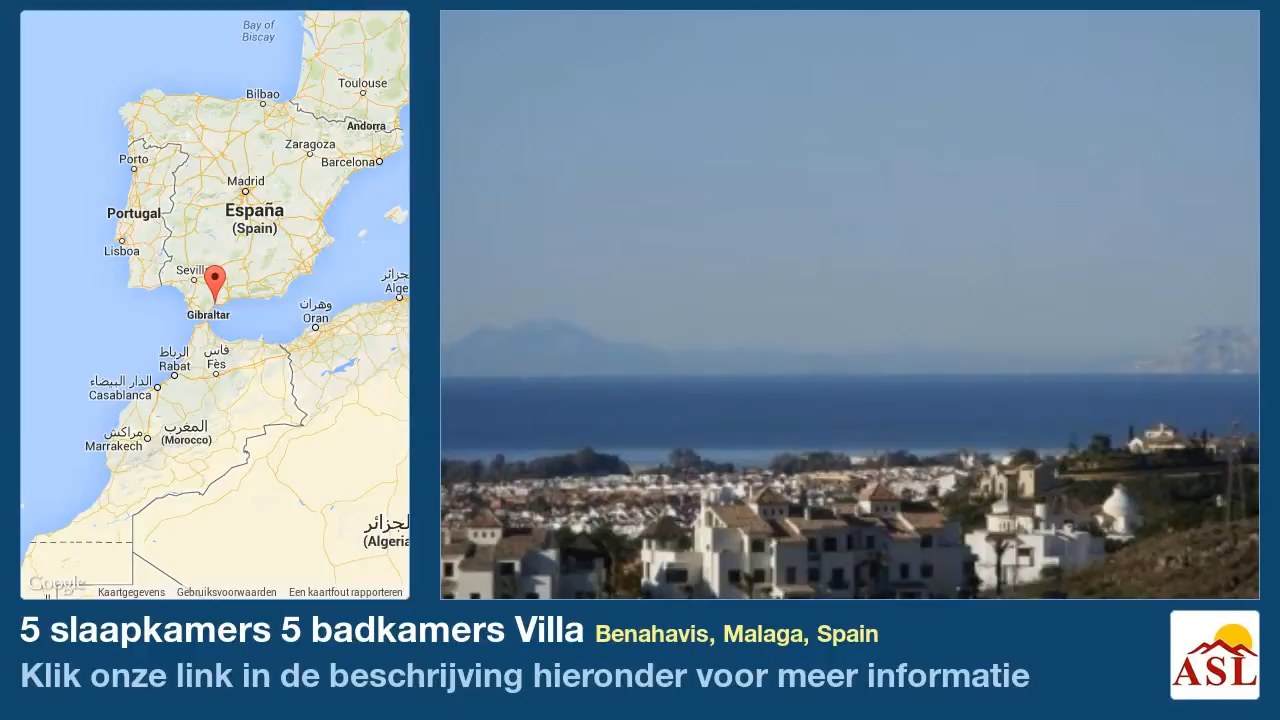 Bay of
Biscay
Toulouse
Bilbao
Andorra
Zaragoza
Porto
Barcelona
Madrid
España
(Spain)
Portugal
Lisboa
Sevill
الجزائر
Alge
Gibraltar
وهران
Oran
الرباط
Rabat
فاس
Fès
الدار البيضاء
Casablanca
المغرب
(Morocco)
مراكش
Marrakech
لجزائر
(Algeria
Google
Kaartgegevens Gebruiksvoorwaarden Een kaartfout rapporteren
5 slaapkamers 5 badkamers Villa Benahavis, Malaga, Spain
Klik onze link in de beschrijving hieronder voor meer informatie
ASL